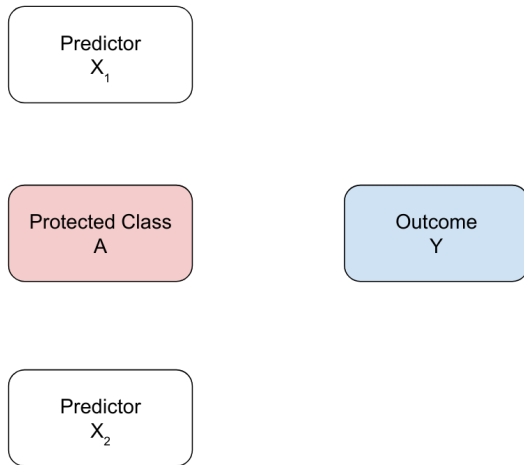 Predictor
X₁
Protected Class
A
Outcome
Y
Predictor
X₂